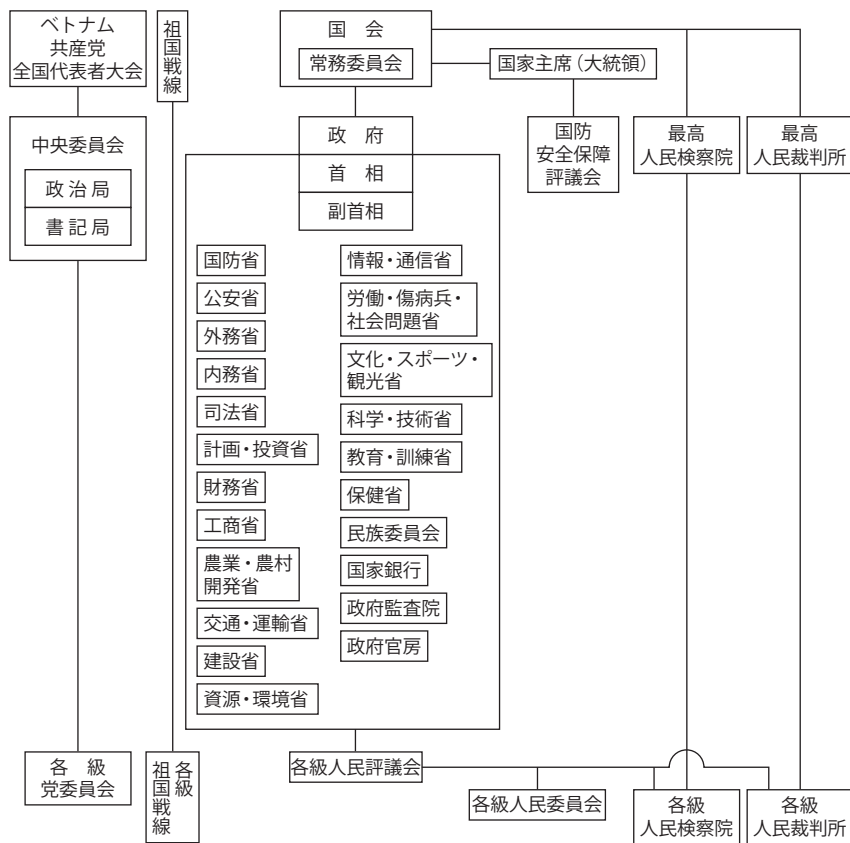 ベトナム
共産党
全国代表者大会
祖国戦線
国　会
常務委員会
国家主席（大統領）
中央委員会
政治局
書記局
政　府
首　相
副首相
国防
安全保障
評議会
最高
人民検察院
最高
人民裁判所
国防省
公安省
外務省
内務省
司法省
計画・投資省
財務省
工商省
農業・農村
開発省
交通・運輸省
建設省
資源・環境省
情報・通信省
労働・傷病兵・
社会問題省
文化・スポーツ・
観光省
科学・技術省
教育・訓練省
保健省
民族委員会
国家銀行
政府監査院
政府官房
各　級
党委員会
各級
祖国戦線
各級人民評議会
各級人民委員会
各級
人民検察院
各級
人民裁判所